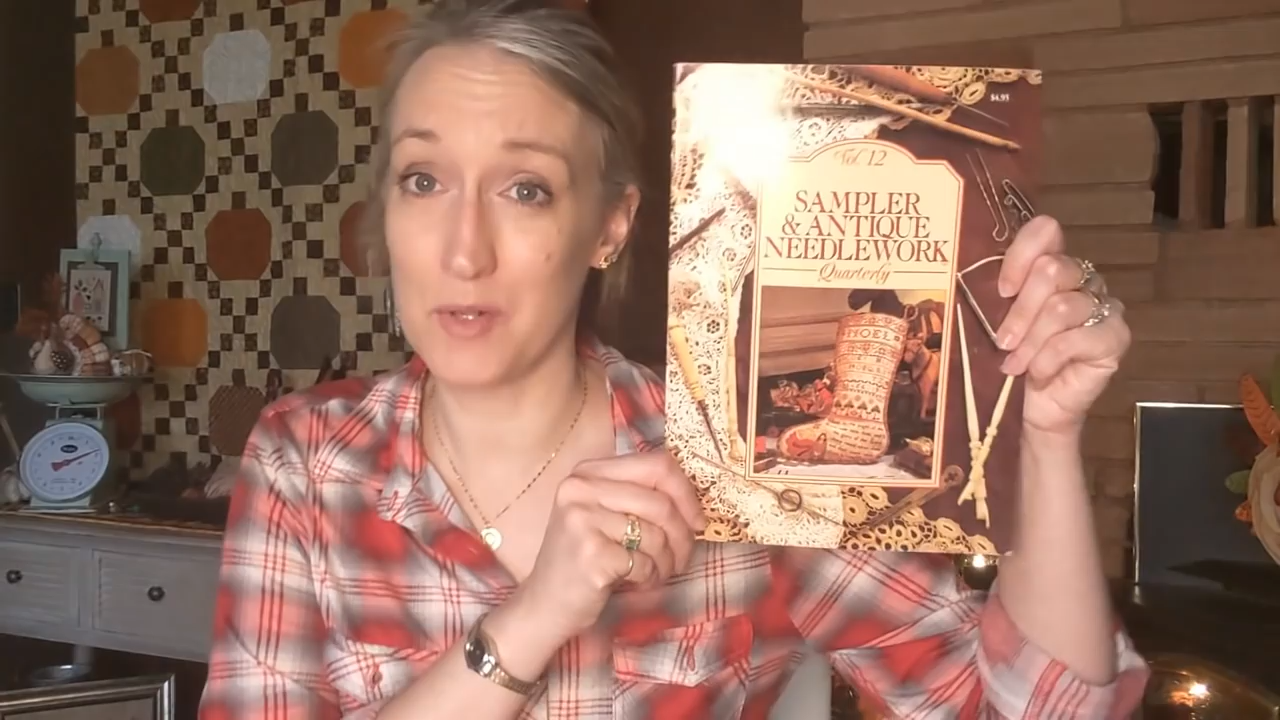 $4.95
Vol. 12
SAMPLER
& ANTIQUE
NEEDLEWORK
Quarterly
NOEL